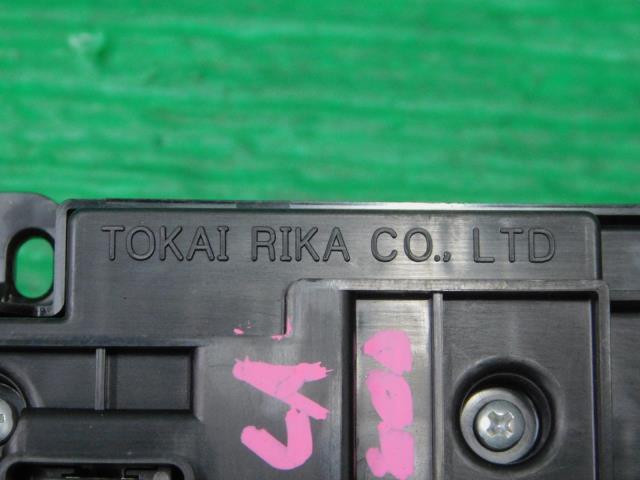 TOKAI RIKA CO., LTD